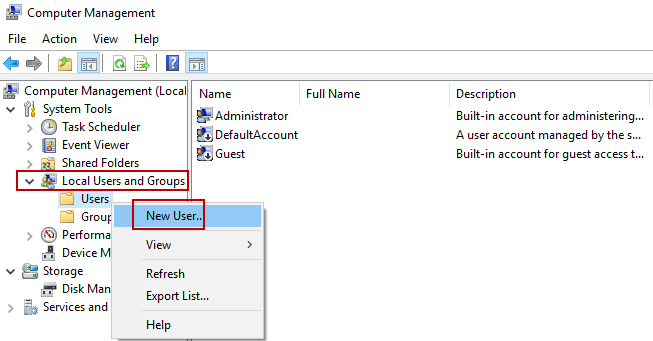 Computer Management
File Action View Help
Name Full Name Description
Computer Management (Local
System Tools
Task Scheduler
Event Viewer
Shared Folders
Local Users and Groups
Users
Group
Performa
Device M
Storage
Disk Man
Services and
Administrator Built-in account for administering...
DefaultAccount A user account managed by the s...
Guest Built-in account for guest access t...
New User...
View
Refresh
Export List...
Help